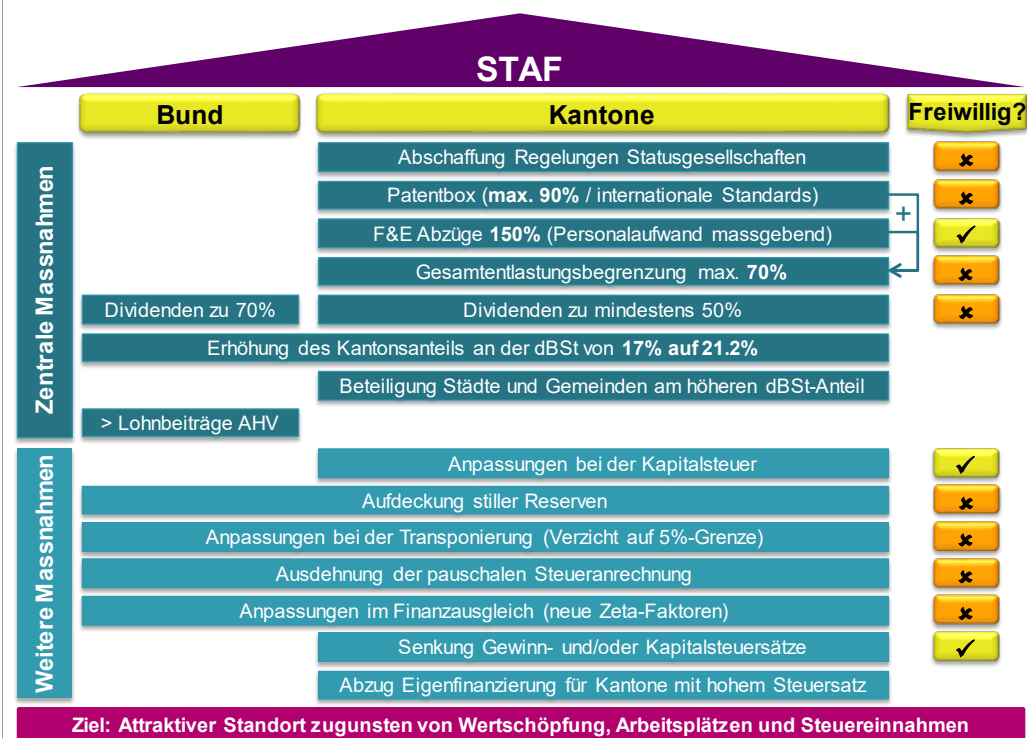 STAF
Bund
Kantone
Freiwillig?
Zentrale Massnahmen
Abschaffung Regelungen Statusgesellschaften
Patentbox (max. 90% / internationale Standards)
+
F&E Abzüge 150% (Personalaufwand massgebend)
Gesamtentlastungsbegrenzung max. 70%
Dividenden zu 70%
Dividenden zu mindestens 50%
Erhöhung des Kantonsanteils an der dBSt von 17% auf 21.2%
Beteiligung Städte und Gemeinden am höheren dBSt-Anteil
> Lohnbeiträge AHV
Weitere Massnahmen
Anpassungen bei der Kapitalsteuer
Aufdeckung stiller Reserven
Anpassungen bei der Transponierung (Verzicht auf 5%-Grenze)
Ausdehnung der pauschalen Steueranrechnung
Anpassungen im Finanzausgleich (neue Zeta-Faktoren)
Senkung Gewinn- und/oder Kapitalsteuersätze
Abzug Eigenfinanzierung für Kantone mit hohem Steuersatz
Ziel: Attraktiver Standort zugunsten von Wertschöpfung, Arbeitsplätzen und Steuereinnahmen